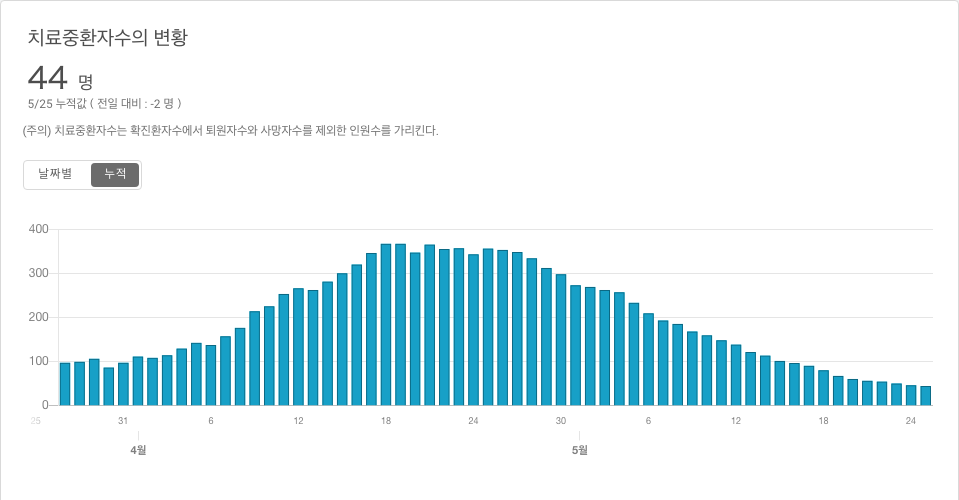 치료중환자수의 변황
44 명
5/25 누적값 ( 전일 대비 : -2 명 )
(주의) 치료중환자수는 확진환자수에서 퇴원자수와 사망자수를 제외한 인원수를 가리킨다.
날짜별 누적
400
300
200
100
0
25 31 6 12 18 24 30 6 12 18 24
4월 5월